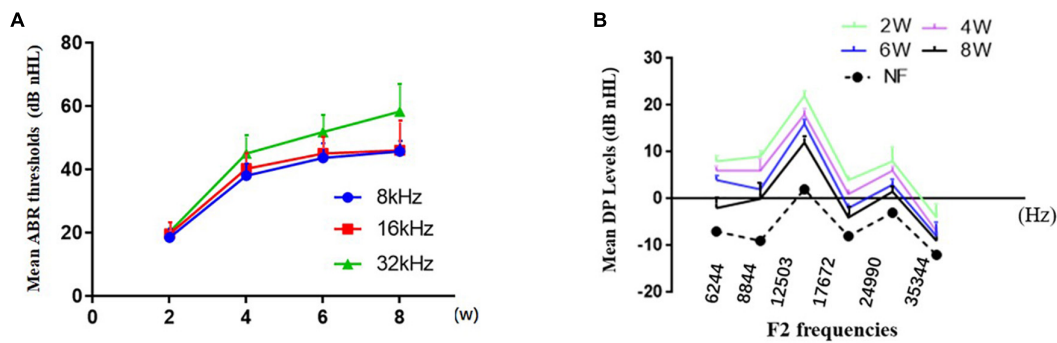 A
Mean ABR thresholds (dB nHL)
80
60
40
20
0
0 2 4 6 8 (w)
8kHz
16kHz
32kHz
B
2W 4W
6W 8W
NF
Mean DP Levels (dB nHL)
30
20
10
0
-10
-20
(Hz)
6244 8844 12503 17672 24990 35344
F2 frequencies